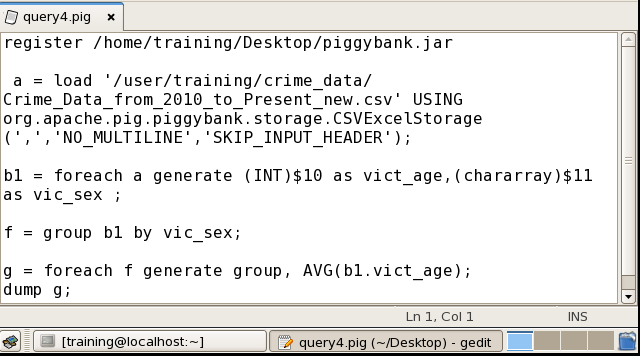 query4.pig
register /home/training/Desktop/piggybank.jar
a = load '/user/training/crime_data/
Crime_Data_from_2010_to_Present_new.csv' USING
org.apache.pig.piggybank.storage.CSVExcelStorage
(',','NO_MULTILINE','SKIP_INPUT_HEADER');
b1 = foreach a generate (INT)$10 as vict_age,(chararray)$11
as vic_sex ;
f = group b1 by vic_sex;
g = foreach f generate group, AVG(b1.vict_age);
dump g;
Ln 1, Col 1 INS
[training@localhost:~] query4.pig (~/Desktop) - gedit